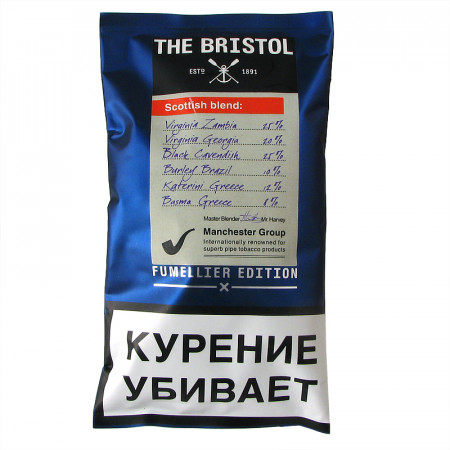 THE BRISTOL
ESTD 1891
Scottish blend:
Virginia Zambia 25%
Virginia Georgia 20%
Black Cavendish 25%
Burley Brazil 10%
Katerini Greece 12%
Basma Greece 8%
Master Blender Mr Harvey
Manchester Group
Internationally renowned for
superb pipe tobacco products
FUMELLIER EDITION
КУРЕНИЕ
УБИВАЕТ